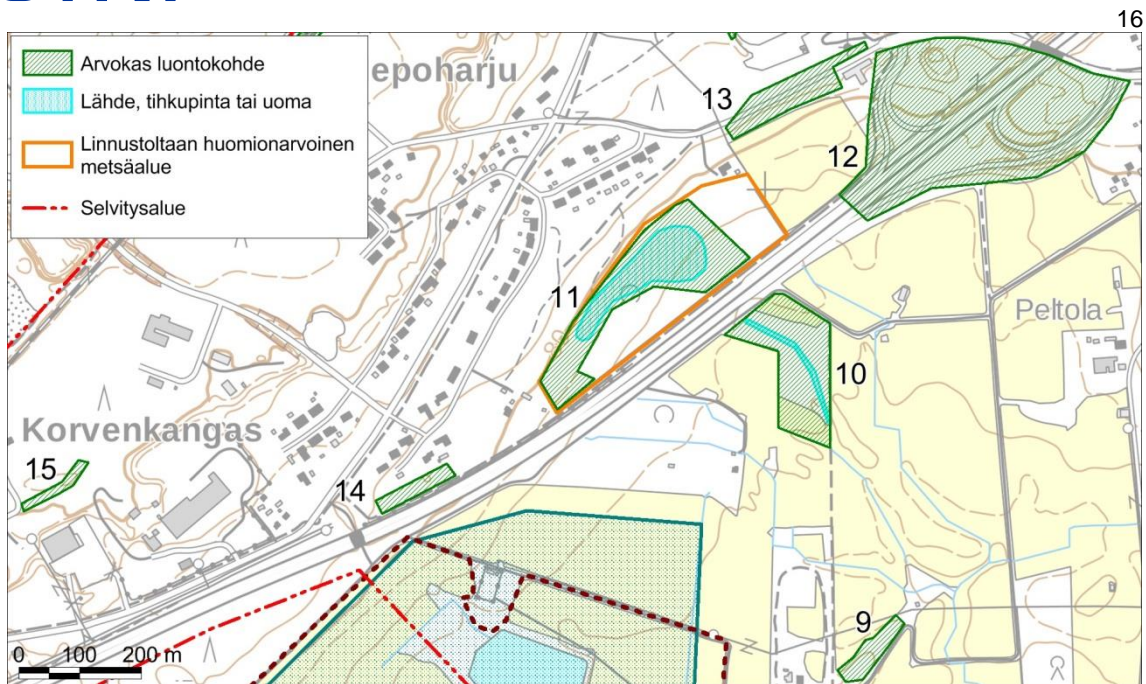 16
Arvokas luontokohde
Lähde, tihkupinta tai uoma
Linnustoltaan huomionarvoinen
metsäalue
Selvitysalue
epoharju
13
12
11
Peltola
10
Korvenkangas
15
14
9
0 100 200 m